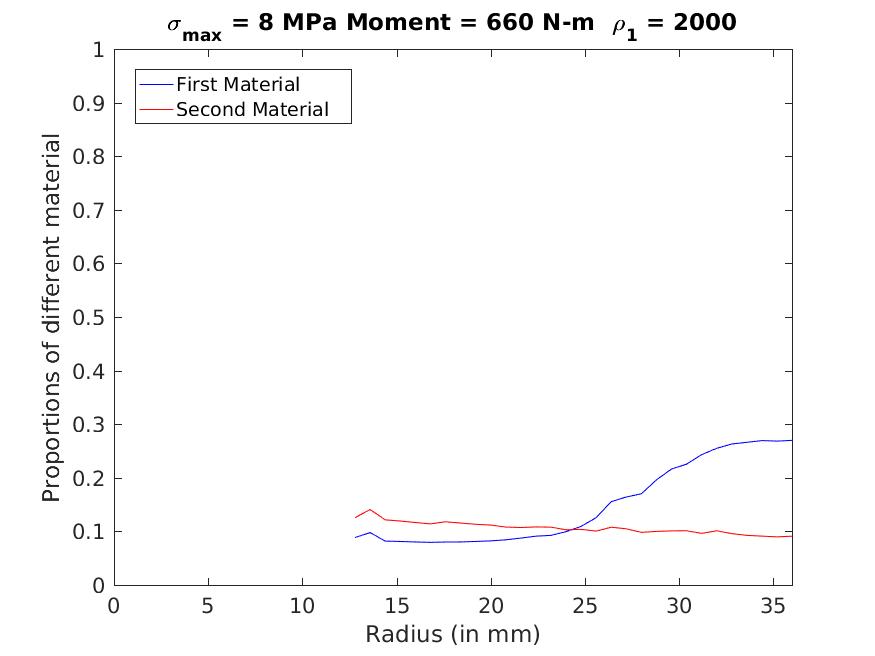 σmax = 8 MPa Moment = 660 N-m ρ1 = 2000
1
0.9
0.8
0.7
0.6
0.5
0.4
0.3
0.2
0.1
0
First Material
Second Material
Proportions of different material
0 5 10 15 20 25 30 35
Radius (in mm)